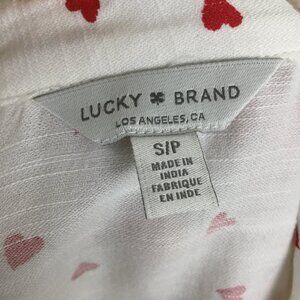 LUCKY BRAND
LOS ANGELES, CA
S/P
MADE IN
INDIA
FABRIQUE
EN INDE